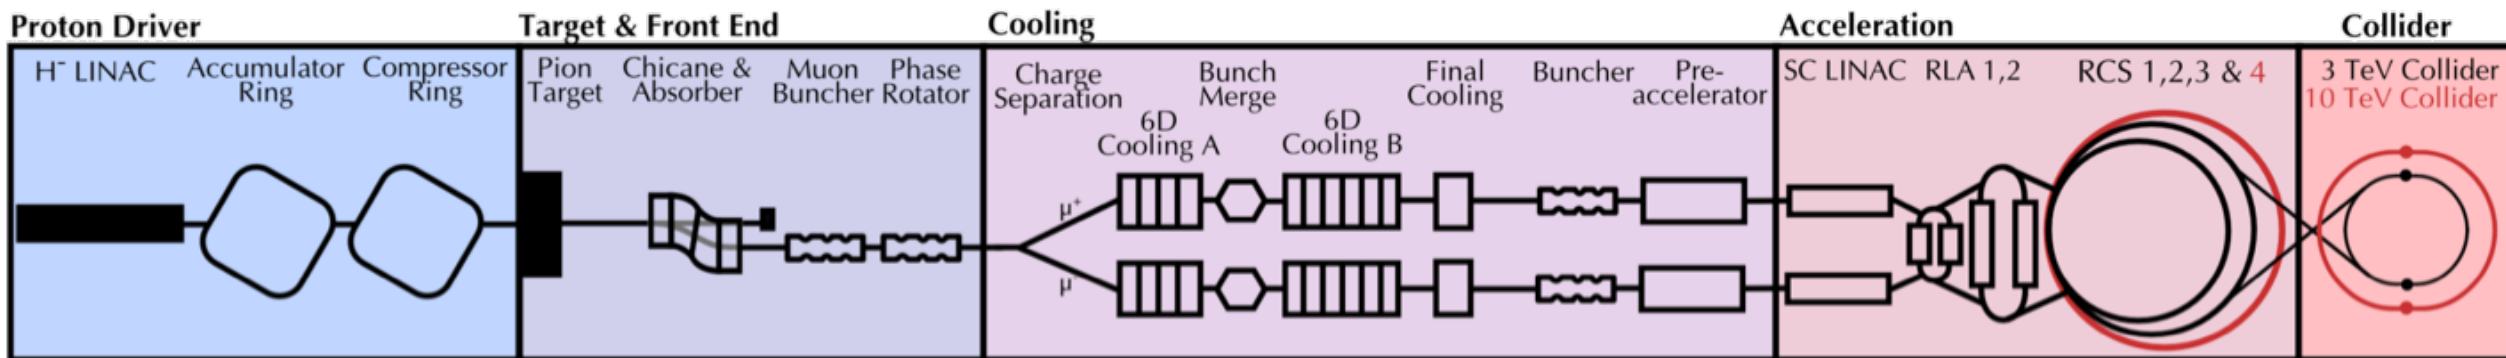 Proton Driver
Target & Front End
Cooling
Acceleration
Collider
H⁻ LINAC
Accumulator
Ring
Compressor
Ring
Pion
Target
Chicane &
Absorber
Muon
Buncher
Phase
Rotator
Charge
Separation
6D
Cooling A
Bunch
Merge
6D
Cooling B
Final
Cooling
Buncher
Pre-
accelerator
SC LINAC
RLA 1,2
RCS 1,2,3 & 4
3 TeV Collider
10 TeV Collider
μ⁺
μ⁻